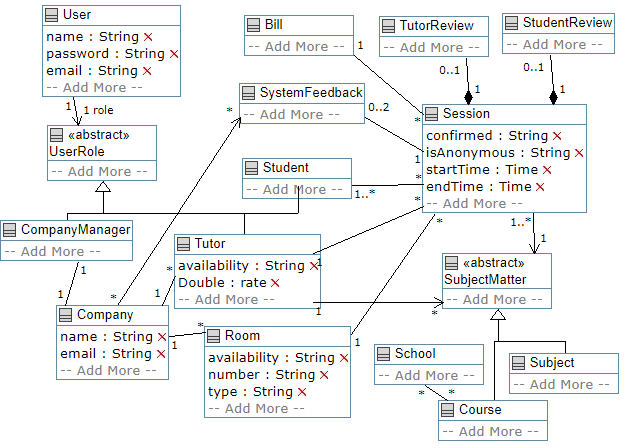 User
name : String
password : String
email : String
-- Add More --
Bill
-- Add More --
1
TutorReview
-- Add More --
0..1
1
StudentReview
-- Add More --
0..1
1
1
1 role
«abstract»
UserRole
-- Add More --
SystemFeedback
-- Add More --
*
0..2
Session
confirmed : String
isAnonymous : String
startTime : Time
endTime : Time
-- Add More --
*
1
*
*
*
1..*
Student
-- Add More --
1..*
CompanyManager
-- Add More --
1
1
Tutor
availability : String
Double : rate
-- Add More --
1
1
*
1
«abstract»
SubjectMatter
-- Add More --
1
*
Company
name : String
email : String
-- Add More --
*
1
*
Room
availability : String
number : String
type : String
-- Add More --
1
School
-- Add More --
*
*
Subject
-- Add More --
Course
-- Add More --